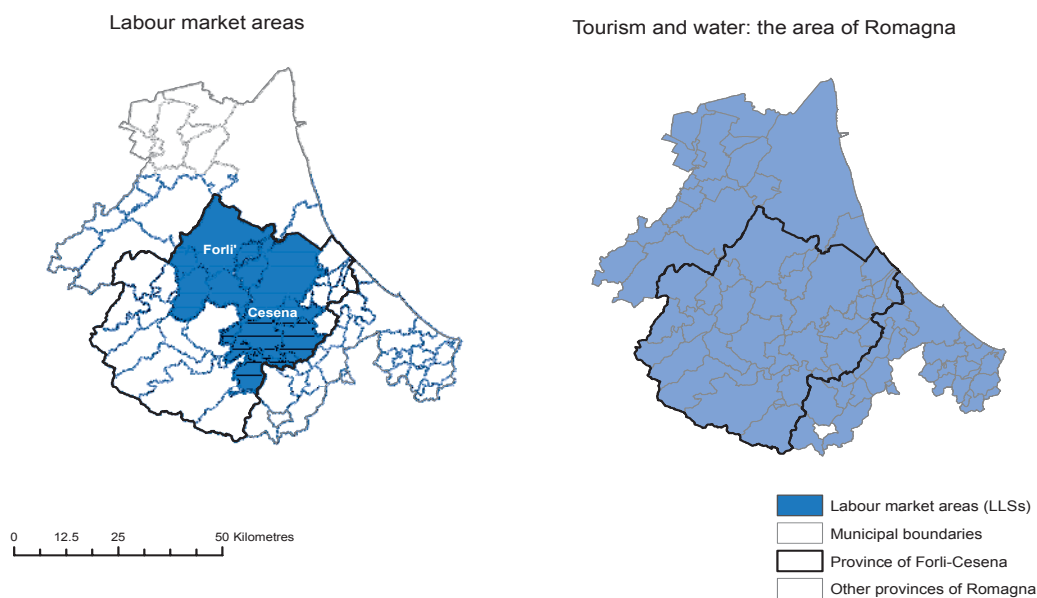 Labour market areas
Tourism and water: the area of Romagna
Forli'
Cesena
0 12.5 25 50 Kilometres
Labour market areas (LLSs)
Municipal boundaries
Province of Forli-Cesena
Other provinces of Romagna